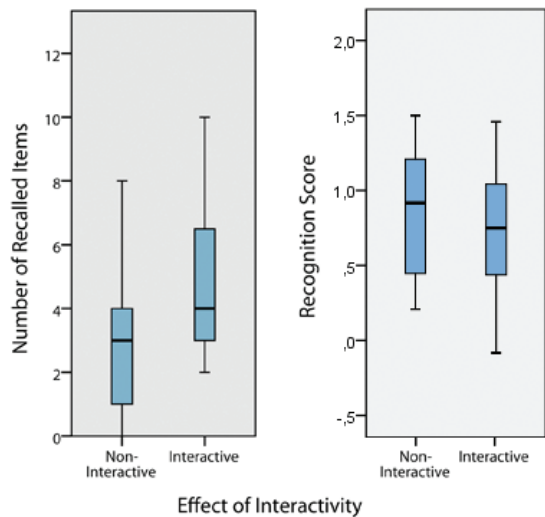 Number of Recalled Items
12
10
8
6
4
2
0
Non-
Interactive
Interactive
Recognition Score
2,0
1,5
1,0
,5
,0
-,5
Non-
Interactive
Interactive
Effect of Interactivity